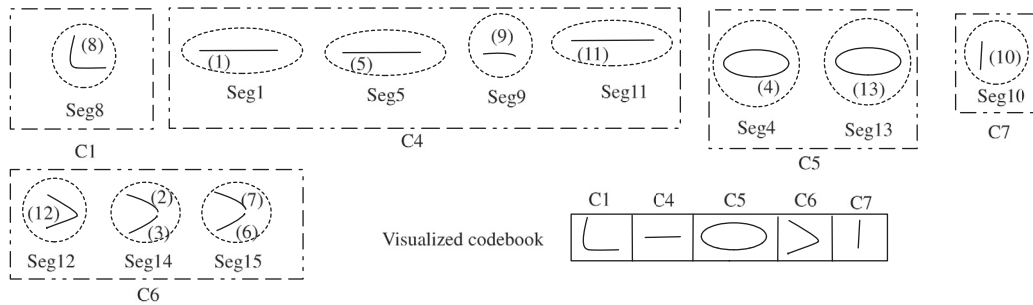 (8) (1) (5) (9) (11) (4) (13) (10)
Seg8 Seg1 Seg5 Seg9 Seg11 Seg4 Seg13 Seg10
C1 C4 C5 C7
(12) (2) (3) (7) (6)
Seg12 Seg14 Seg15
C6
C1 C4 C5 C6 C7
Visualized codebook